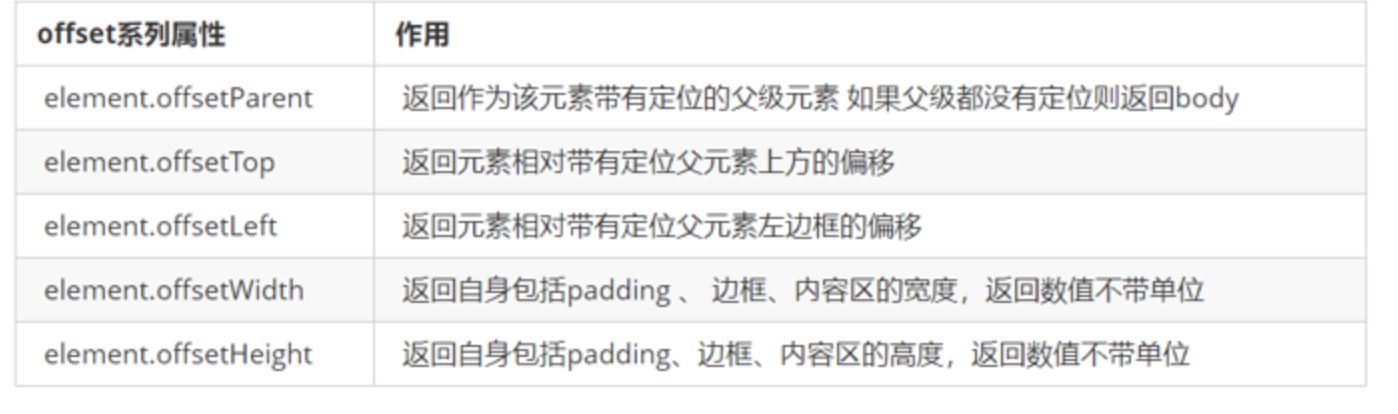 offset系列属性 作用
element.offsetParent 返回作为该元素带有定位的父级元素 如果父级都没有定位则返回body
element.offsetTop 返回元素相对带有定位父元素上方的偏移
element.offsetLeft 返回元素相对带有定位父元素左边框的偏移
element.offsetWidth 返回自身包括padding 、 边框、内容区的宽度，返回数值不带单位
element.offsetHeight 返回自身包括padding、边框、内容区的高度，返回数值不带单位